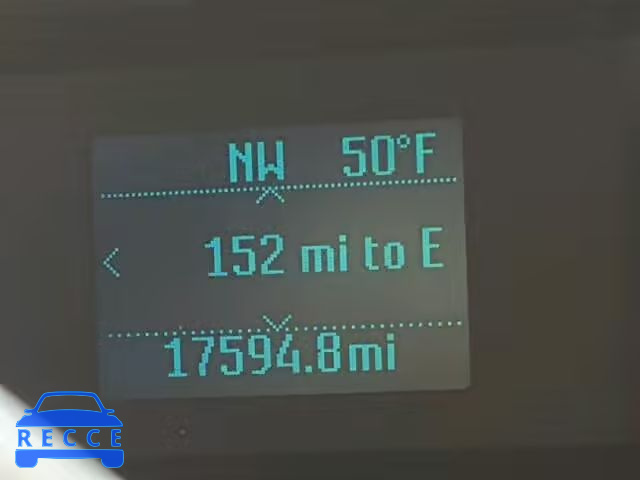 NW 50°F
< 152 mi to E
17594.8mi
RECCE